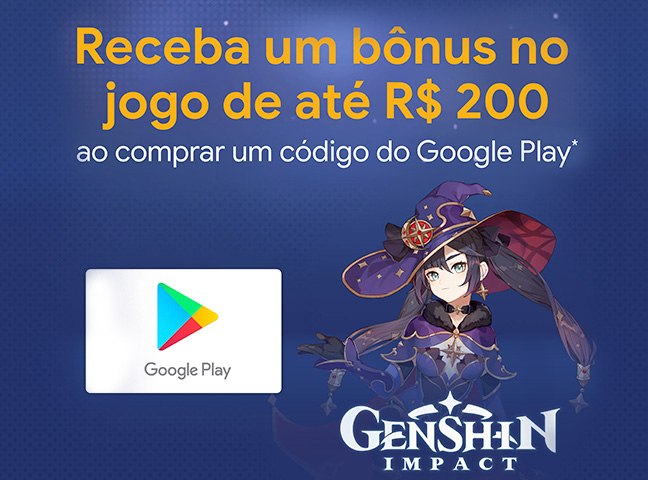 Receba um bônus no
jogo de até R$ 200
ao comprar um código do Google Play*
Google Play
GENSHIN
IMPACT